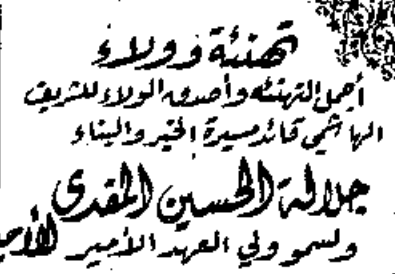 تهنئة وولاء
أجمل التهنئة وأصدق الولاء للشريف
الهاشمي قائد مسيرة الخير والبناء
جلالة الحسين المفدى
ولسمو ولي العهد الأمير